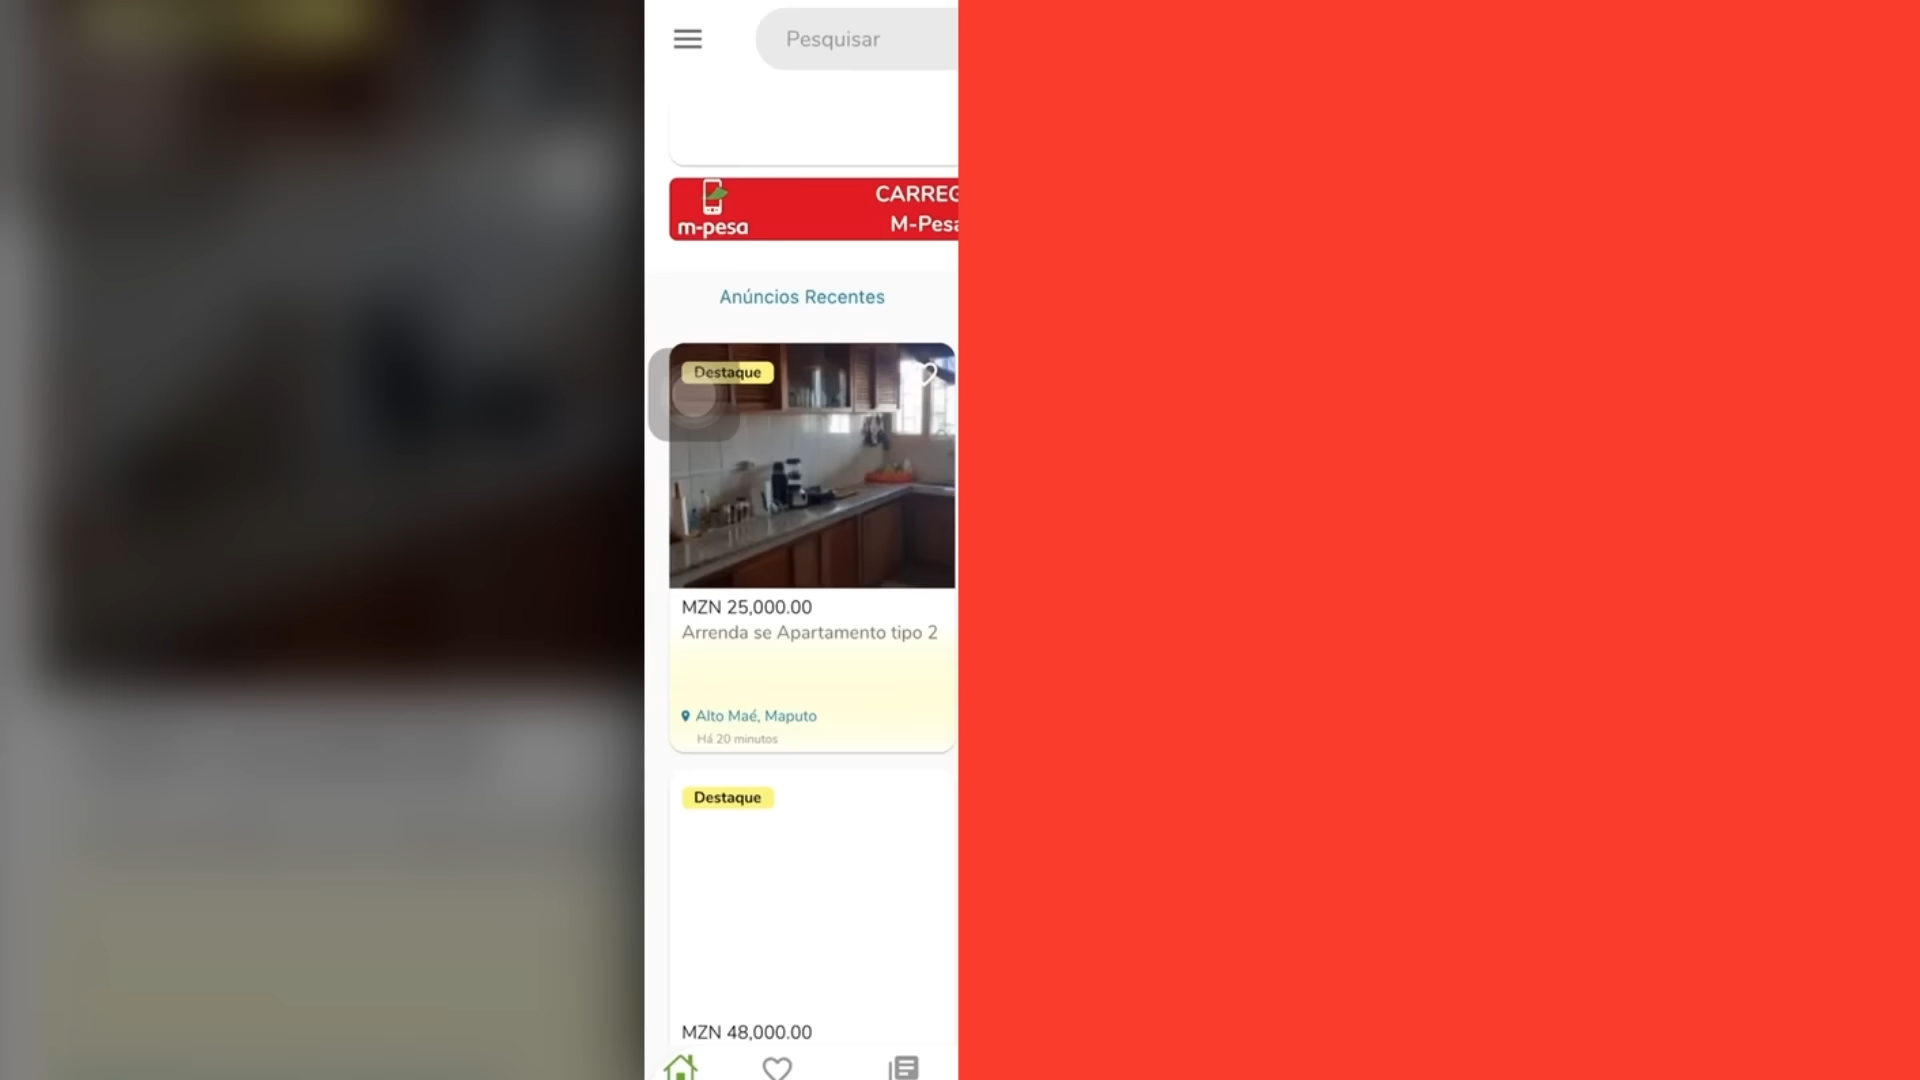 Pesquisar
m-pesa
CARREG
M-Pesa
Anúncios Recentes
Destaque
MZN 25,000.00
Arrenda se Apartamento tipo 2
Alto Maé, Maputo
Há 20 minutos
Destaque
MZN 48,000.00